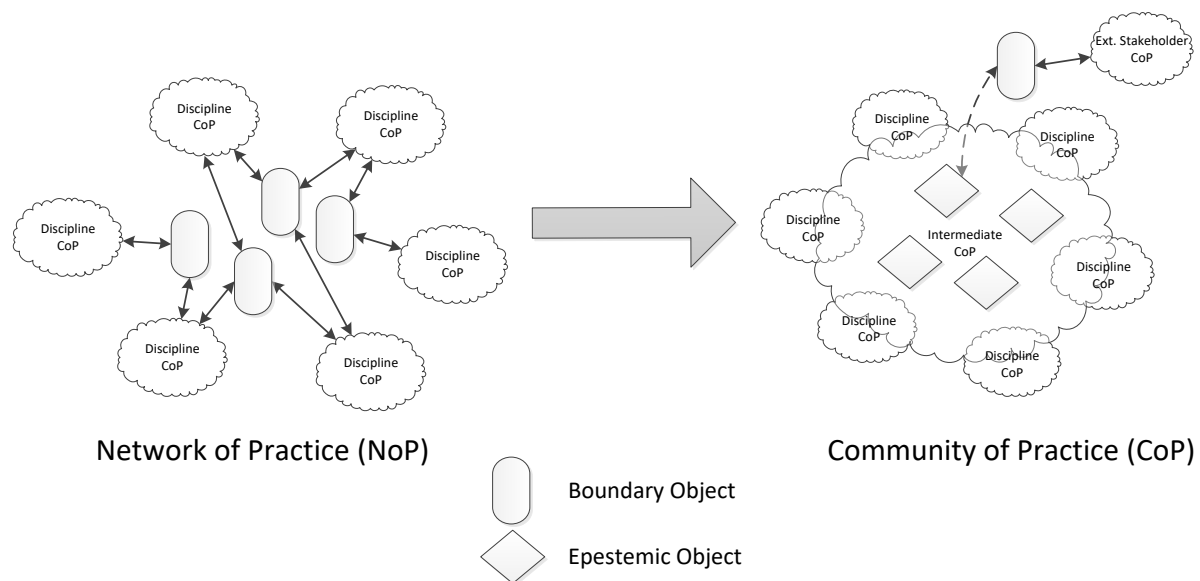 Discipline
CoP
Discipline
CoP
Discipline
CoP
Discipline
CoP
Discipline
CoP
Discipline
CoP
Network of Practice (NoP)
Ext. Stakeholder
CoP
Discipline
CoP
Discipline
CoP
Discipline
CoP
Intermediate
CoP
Discipline
CoP
Discipline
CoP
Discipline
CoP
Community of Practice (CoP)
Boundary Object
Epestemic Object